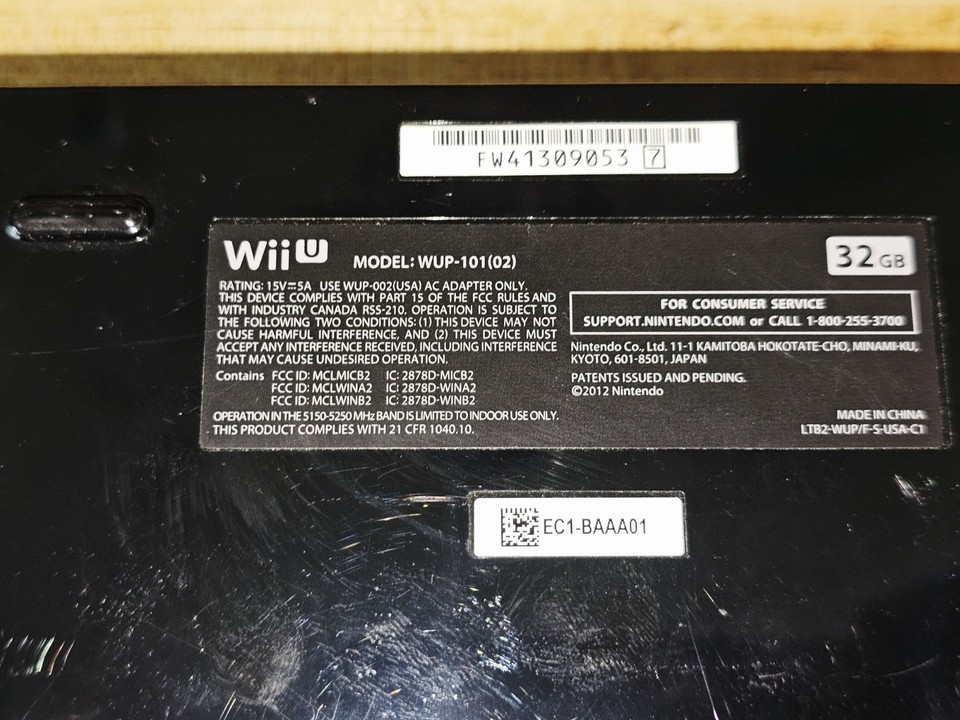 FW41309053 7
Wii U MODEL: WUP-101(02)
32 GB
RATING: 15V⎓5A USE WUP-002(USA) AC ADAPTER ONLY.
THIS DEVICE COMPLIES WITH PART 15 OF THE FCC RULES AND
WITH INDUSTRY CANADA RSS-210. OPERATION IS SUBJECT TO
THE FOLLOWING TWO CONDITIONS: (1) THIS DEVICE MAY NOT
CAUSE HARMFUL INTERFERENCE, AND (2) THIS DEVICE MUST
ACCEPT ANY INTERFERENCE RECEIVED, INCLUDING INTERFERENCE
THAT MAY CAUSE UNDESIRED OPERATION.
Contains FCC ID: MCLMICB2 IC: 2878D-MICB2
FCC ID: MCLWINA2 IC: 2878D-WINA2
FCC ID: MCLWINB2 IC: 2878D-WINB2
OPERATION IN THE 5150-5250 MHz BAND IS LIMITED TO INDOOR USE ONLY.
THIS PRODUCT COMPLIES WITH 21 CFR 1040.10.
FOR CONSUMER SERVICE
SUPPORT.NINTENDO.COM or CALL 1-800-255-3700
Nintendo Co., Ltd. 11-1 KAMITOBA HOKOTATE-CHO, MINAMI-KU,
KYOTO, 601-8501, JAPAN
PATENTS ISSUED AND PENDING.
©2012 Nintendo
MADE IN CHINA
LTB2-WUP/F-S-USA-C1
EC1-BAAA01